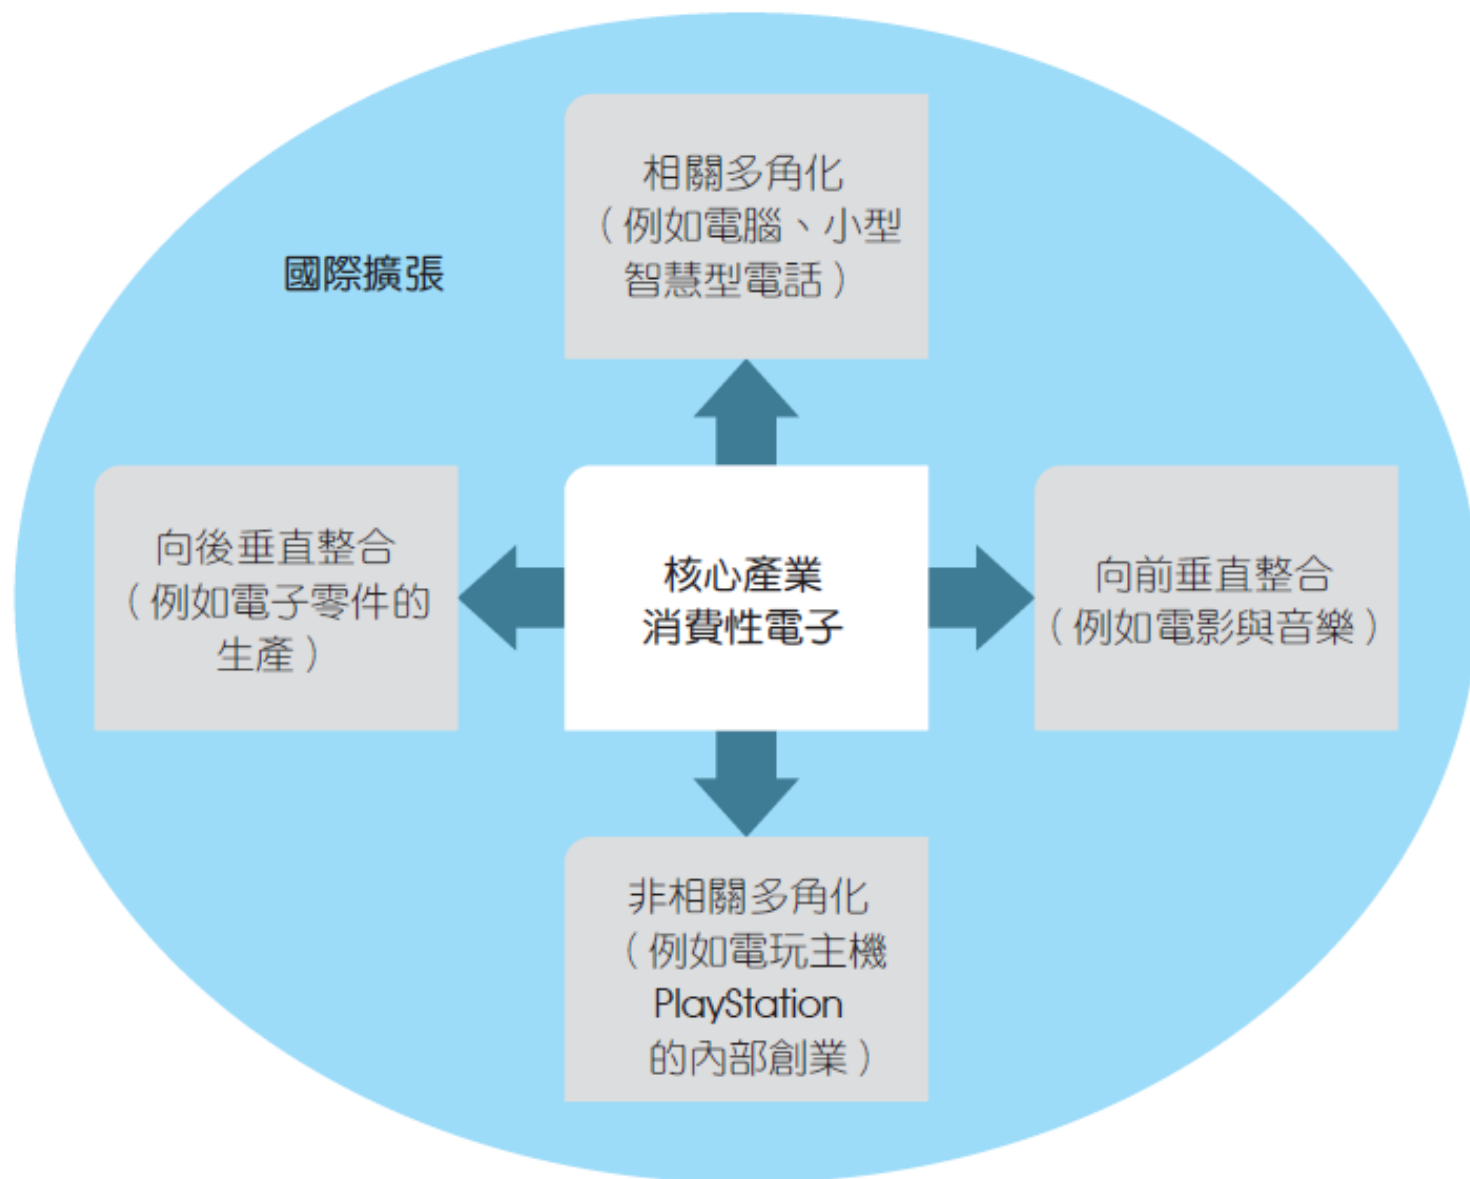 相關多角化
（例如電腦、小型
智慧型電話）
國際擴張
向後垂直整合
（例如電子零件的
生產）
核心產業
消費性電子
向前垂直整合
（例如電影與音樂）
非相關多角化
（例如電玩主機
PlayStation
的內部創業）